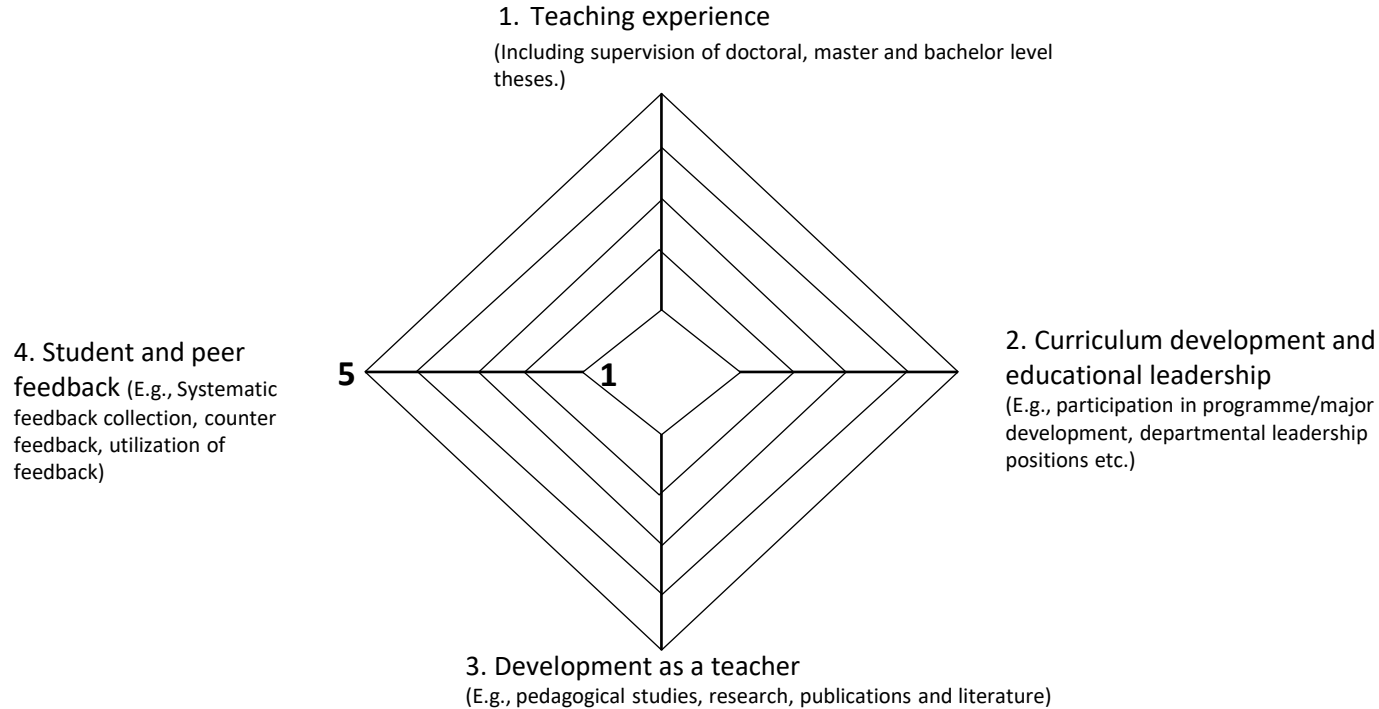 1. Teaching experience
(Including supervision of doctoral, master and bachelor level
theses.)
4. Student and peer
feedback (E.g., Systematic
feedback collection, counter
feedback, utilization of
feedback)
5
1
2. Curriculum development and
educational leadership
(E.g., participation in programme/major
development, departmental leadership
positions etc.)
3. Development as a teacher
(E.g., pedagogical studies, research, publications and literature)